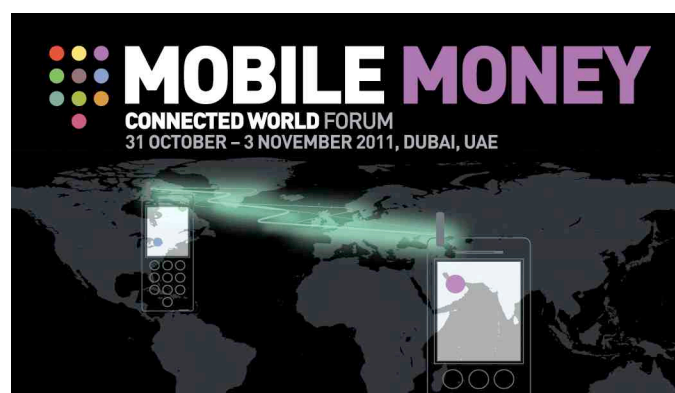 MOBILE MONEY
CONNECTED WORLD FORUM
31 OCTOBER – 3 NOVEMBER 2011, DUBAI, UAE